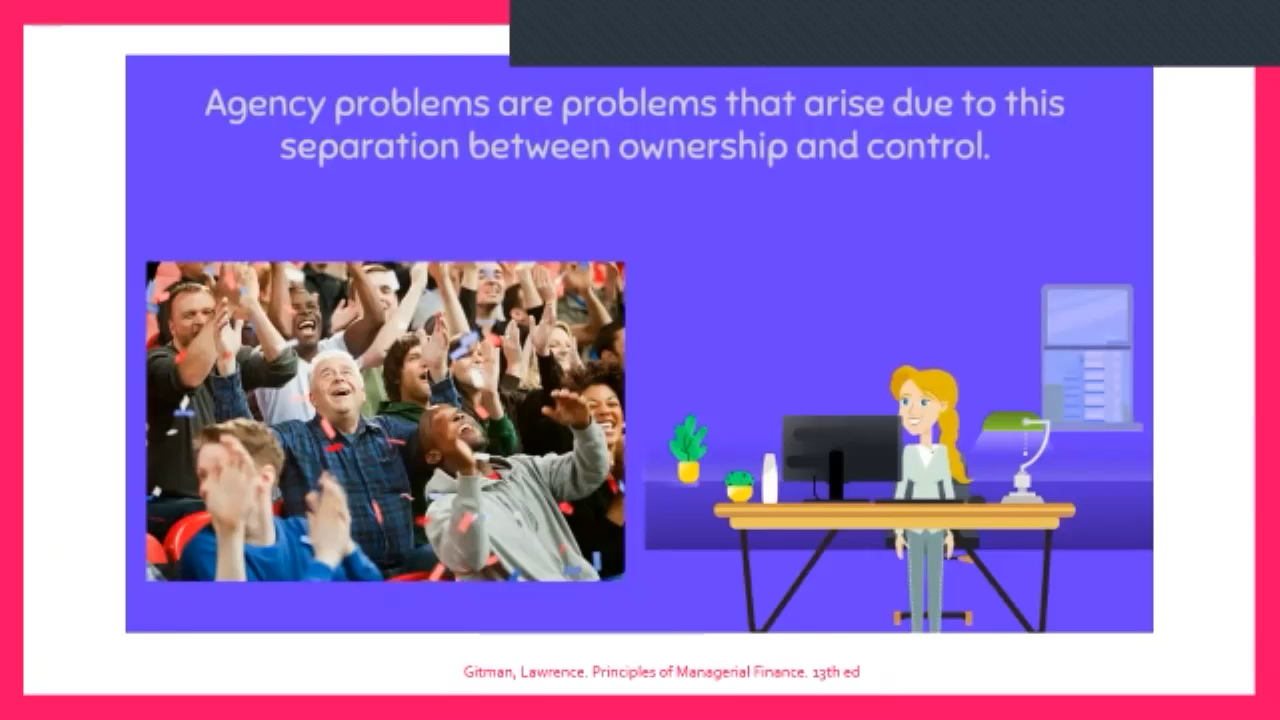 Agency problems are problems that arise due to this
separation between ownership and control.
Gitman, Lawrence. Principles of Managerial Finance. 13th ed